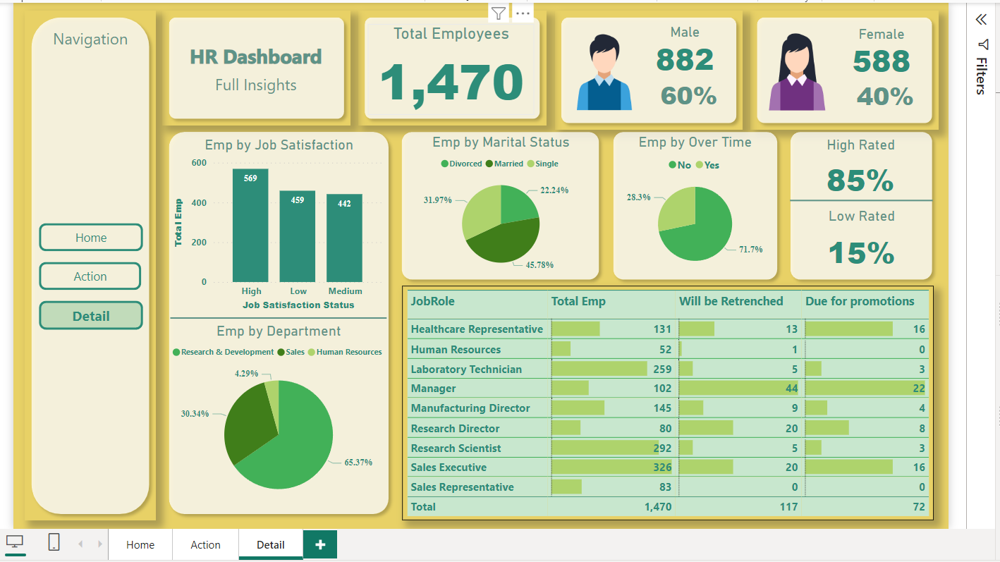 Navigation
Home
Action
Detail
HR Dashboard
Full Insights
Total Employees
1,470
Male
882
60%
Female
588
40%
Filters
Emp by Job Satisfaction
Total Emp
600
400
200
0
569
459
442
High Low Medium
Job Satisfaction Status
Emp by Department
Research & Development Sales Human Resources
4.29%
30.34%
65.37%
Emp by Marital Status
Divorced Married Single
31.97%
22.24%
45.78%
Emp by Over Time
No Yes
28.3%
71.7%
High Rated
85%
Low Rated
15%
JobRole Total Emp Will be Retrenched Due for promotions
Healthcare Representative 131 13 16
Human Resources 52 1 0
Laboratory Technician 259 5 3
Manager 102 44 22
Manufacturing Director 145 9 4
Research Director 80 20 8
Research Scientist 292 5 3
Sales Executive 326 20 16
Sales Representative 83 0 0
Total 1,470 117 72
Home Action Detail